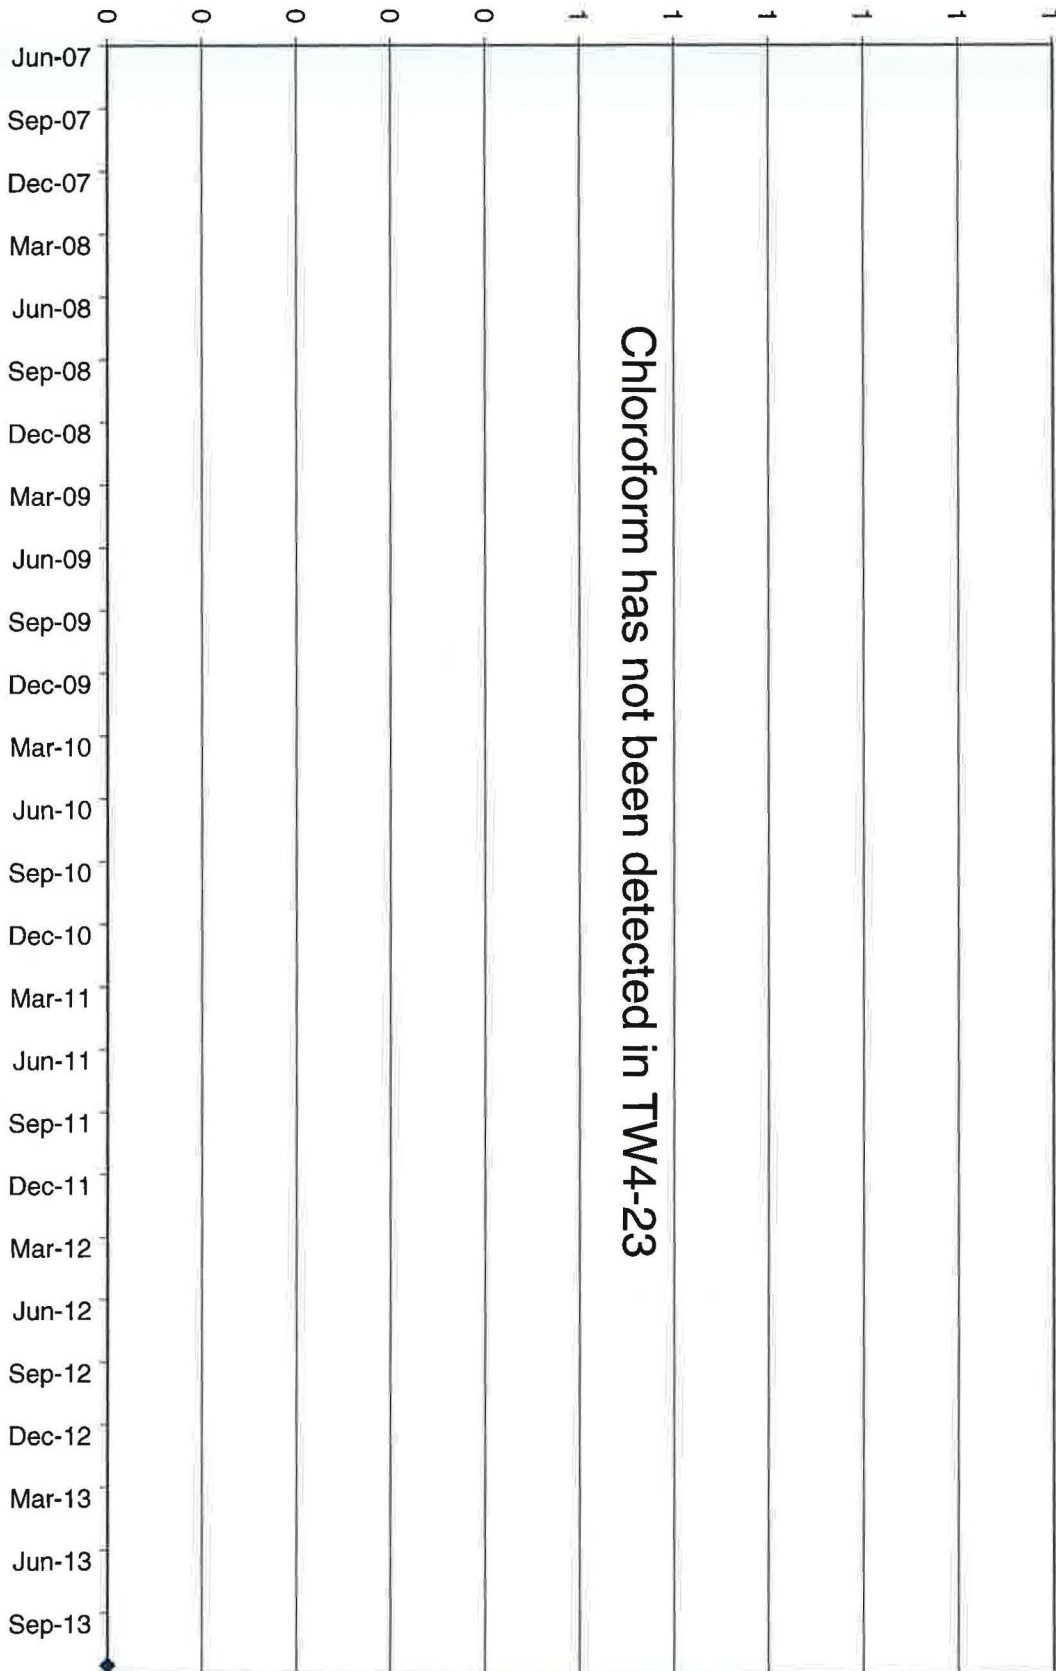 0
0
0
0
0
1
1
1
1
1
1
Chloroform has not been detected in TW4-23
Jun-07
Sep-07
Dec-07
Mar-08
Jun-08
Sep-08
Dec-08
Mar-09
Jun-09
Sep-09
Dec-09
Mar-10
Jun-10
Sep-10
Dec-10
Mar-11
Jun-11
Sep-11
Dec-11
Mar-12
Jun-12
Sep-12
Dec-12
Mar-13
Jun-13
Sep-13